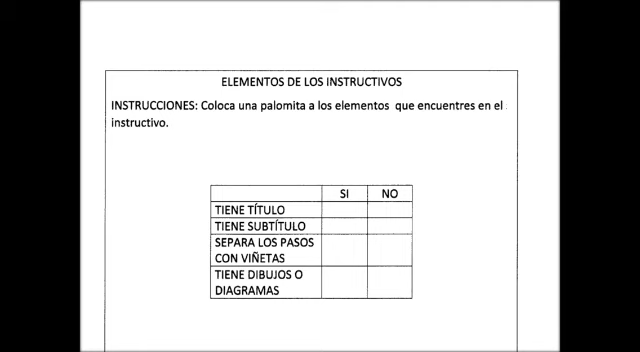 ELEMENTOS DE LOS INSTRUCTIVOS
INSTRUCCIONES: Coloca una palomita a los elementos que encuentres en el
instructivo.
SI NO
TIENE TÍTULO
TIENE SUBTÍTULO
SEPARA LOS PASOS
CON VIÑETAS
TIENE DIBUJOS O
DIAGRAMAS